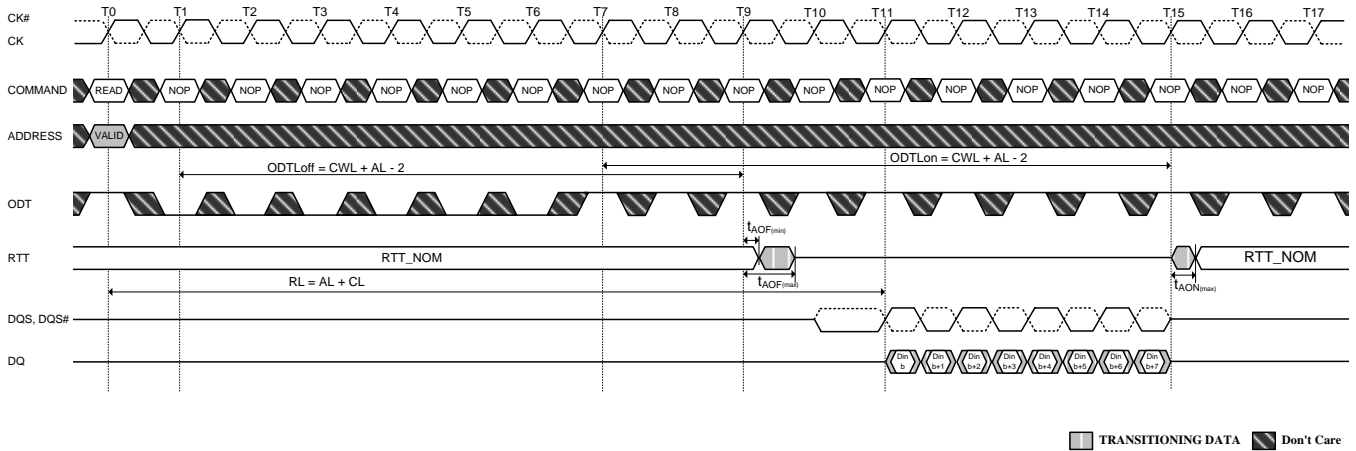 CK#
CK
T0 T1 T2 T3 T4 T5 T6 T7 T8 T9 T10 T11 T12 T13 T14 T15 T16 T17
COMMAND READ NOP NOP NOP NOP NOP NOP NOP NOP NOP NOP NOP NOP NOP NOP NOP NOP NOP
ADDRESS VALID
ODTLoff = CWL + AL - 2
ODTLon = CWL + AL - 2
ODT
tAOF(min)
RTT RTT_NOM RTT_NOM
tAOF(max)
tAON(max)
RL = AL + CL
DQS, DQS#
DQ
Din b Din b+1 Din b+2 Din b+3 Din b+4 Din b+5 Din b+6 Din b+7
TRANSITIONING DATA Don't Care